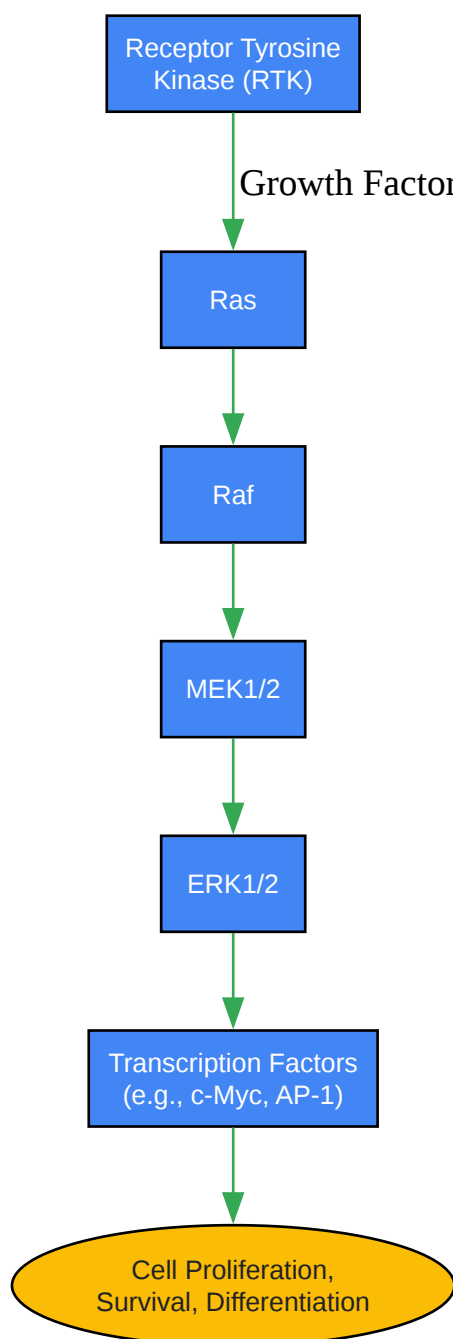 Receptor Tyrosine
Kinase (RTK)
Growth Factor
Ras
Raf
MEK1/2
ERK1/2
Transcription Factors
(e.g., c-Myc, AP-1)
Cell Proliferation,
Survival, Differentiation